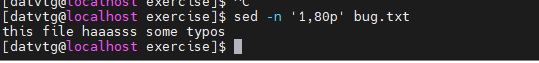 [datvtg@localhost exercise]$ ^C
[datvtg@localhost exercise]$ sed -n '1,80p' bug.txt
this file haaasss some typos
[datvtg@localhost exercise]$